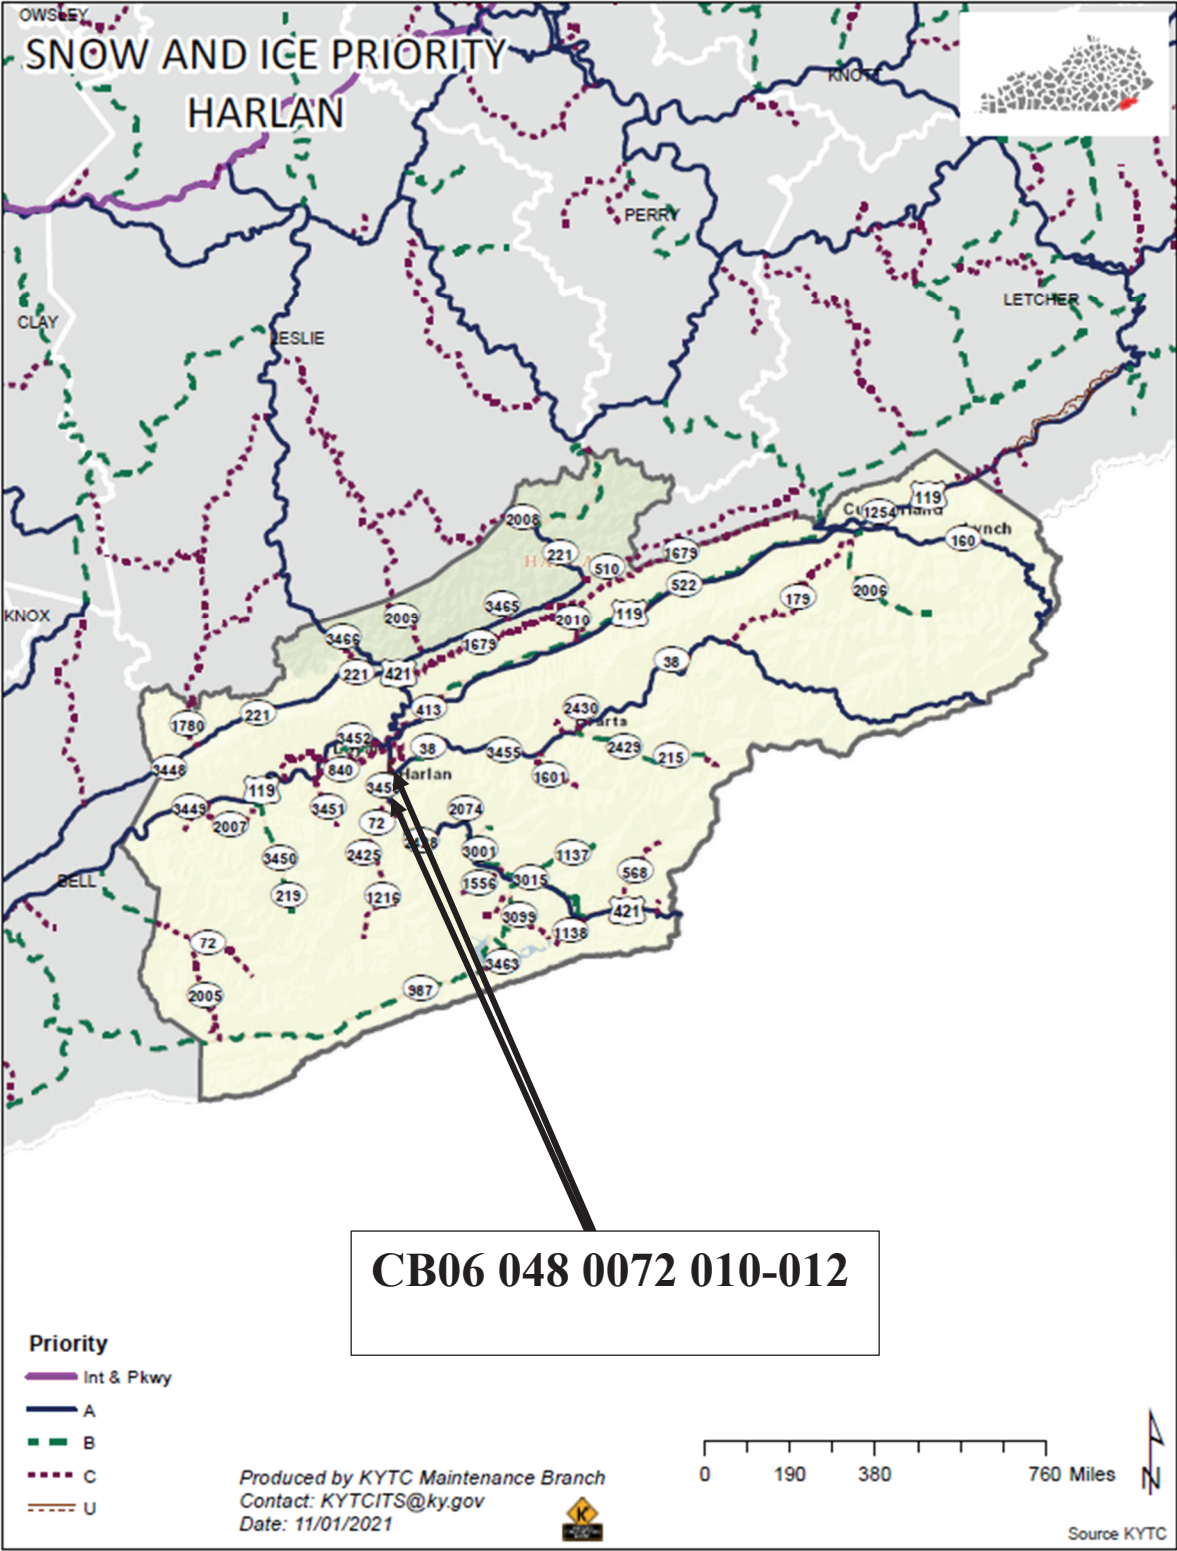 OWSLEY
SNOW AND ICE PRIORITY
HARLAN
KNOTT
PERRY
LETCHER
CLAY
LESLIE
KNOX
BELL
119
1254
160
2008
221
510
1679
522
119
179
2006
2009
3465
2010
1679
3466
221
421
38
1780
221
413
2430
3452
38
3455
2429
215
3448
840
1601
119
Harlan
3449
2007
3451
72
2074
3450
2425
3001
1137
568
219
1216
1556
3015
3099
421
72
1138
3463
2005
987
CB06 048 0072 010-012
Priority
Int & Pkwy
A
B
C
U
Produced by KYTC Maintenance Branch
Contact: KYTCITS@ky.gov
Date: 11/01/2021
0 190 380 760 Miles
N
Source KYTC